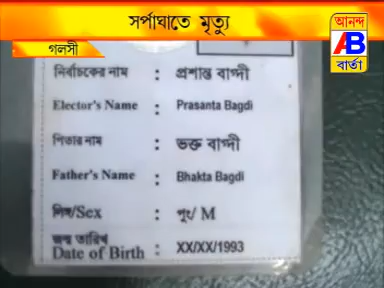 সর্পাঘাতে মৃত্যু
গলসী
আনন্দ
AB
বার্তা
নির্বাচকের নাম : প্রশান্ত বাগ্দী
Elector's Name : Prasanta Bagdi
পিতার নাম : ভক্ত বাগ্দী
Father's Name : Bhakta Bagdi
লিঙ্গ/Sex : পুং/ M
জন্ম তারিখ
Date of Birth : XX/XX/1993